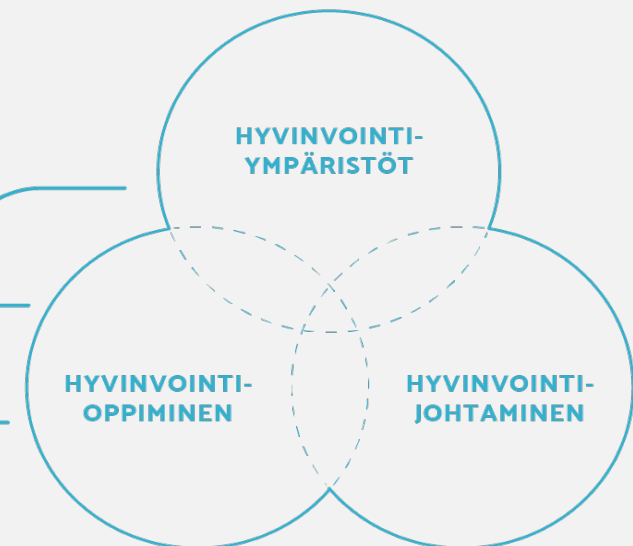 HYVINVOINTI-
YMPÄRISTÖT
HYVINVOINTI-
OPPIMINEN
HYVINVOINTI-
JOHTAMINEN